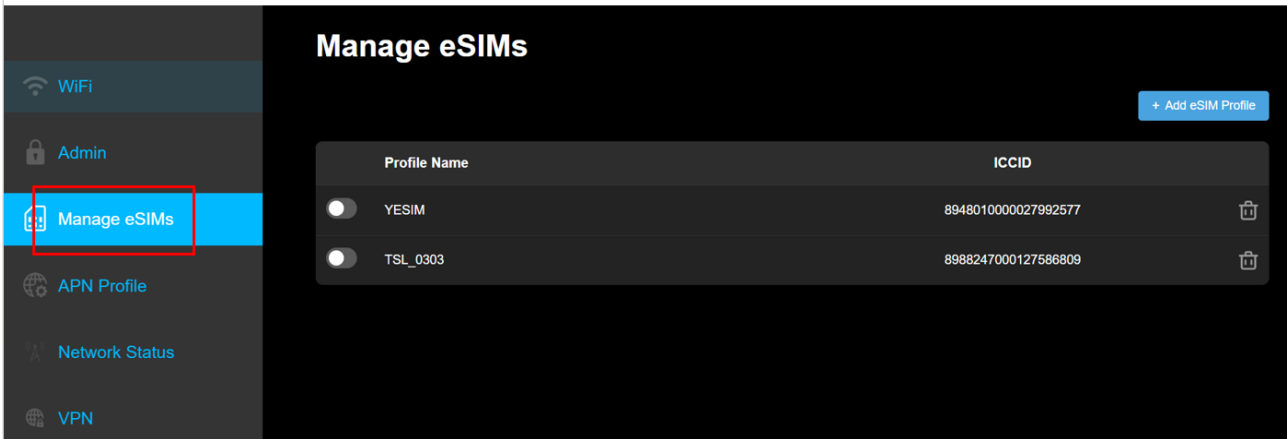 Manage eSIMs
WiFi
+ Add eSIM Profile
Admin
Profile Name ICCID
Manage eSIMs
YESIM 8948010000027992577
TSL_0303 8988247000127586809
APN Profile
Network Status
VPN